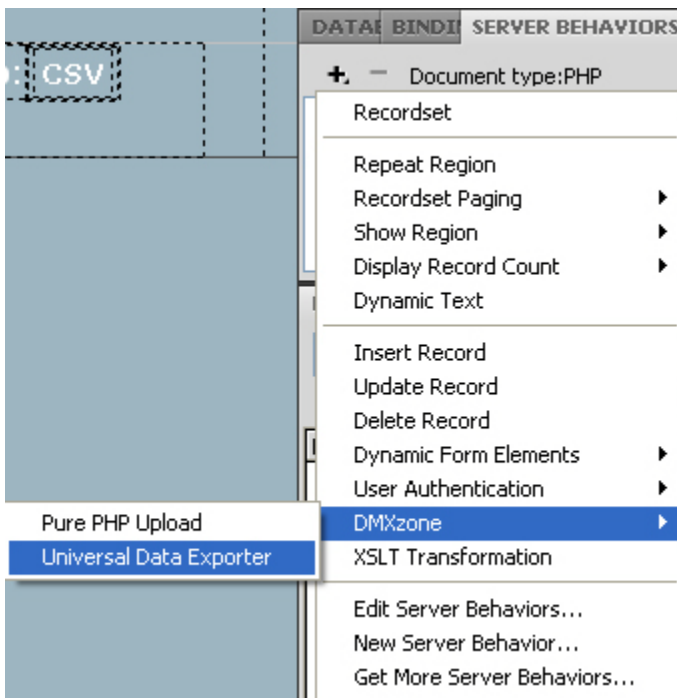 DATAB BINDII SERVER BEHAVIORS
: CSV
Document type:PHP
Recordset
Repeat Region
Recordset Paging
Show Region
Display Record Count
Dynamic Text
Insert Record
Update Record
Delete Record
Dynamic Form Elements
User Authentication
DMXzone
Pure PHP Upload
Universal Data Exporter
XSLT Transformation
Edit Server Behaviors...
New Server Behavior...
Get More Server Behaviors...